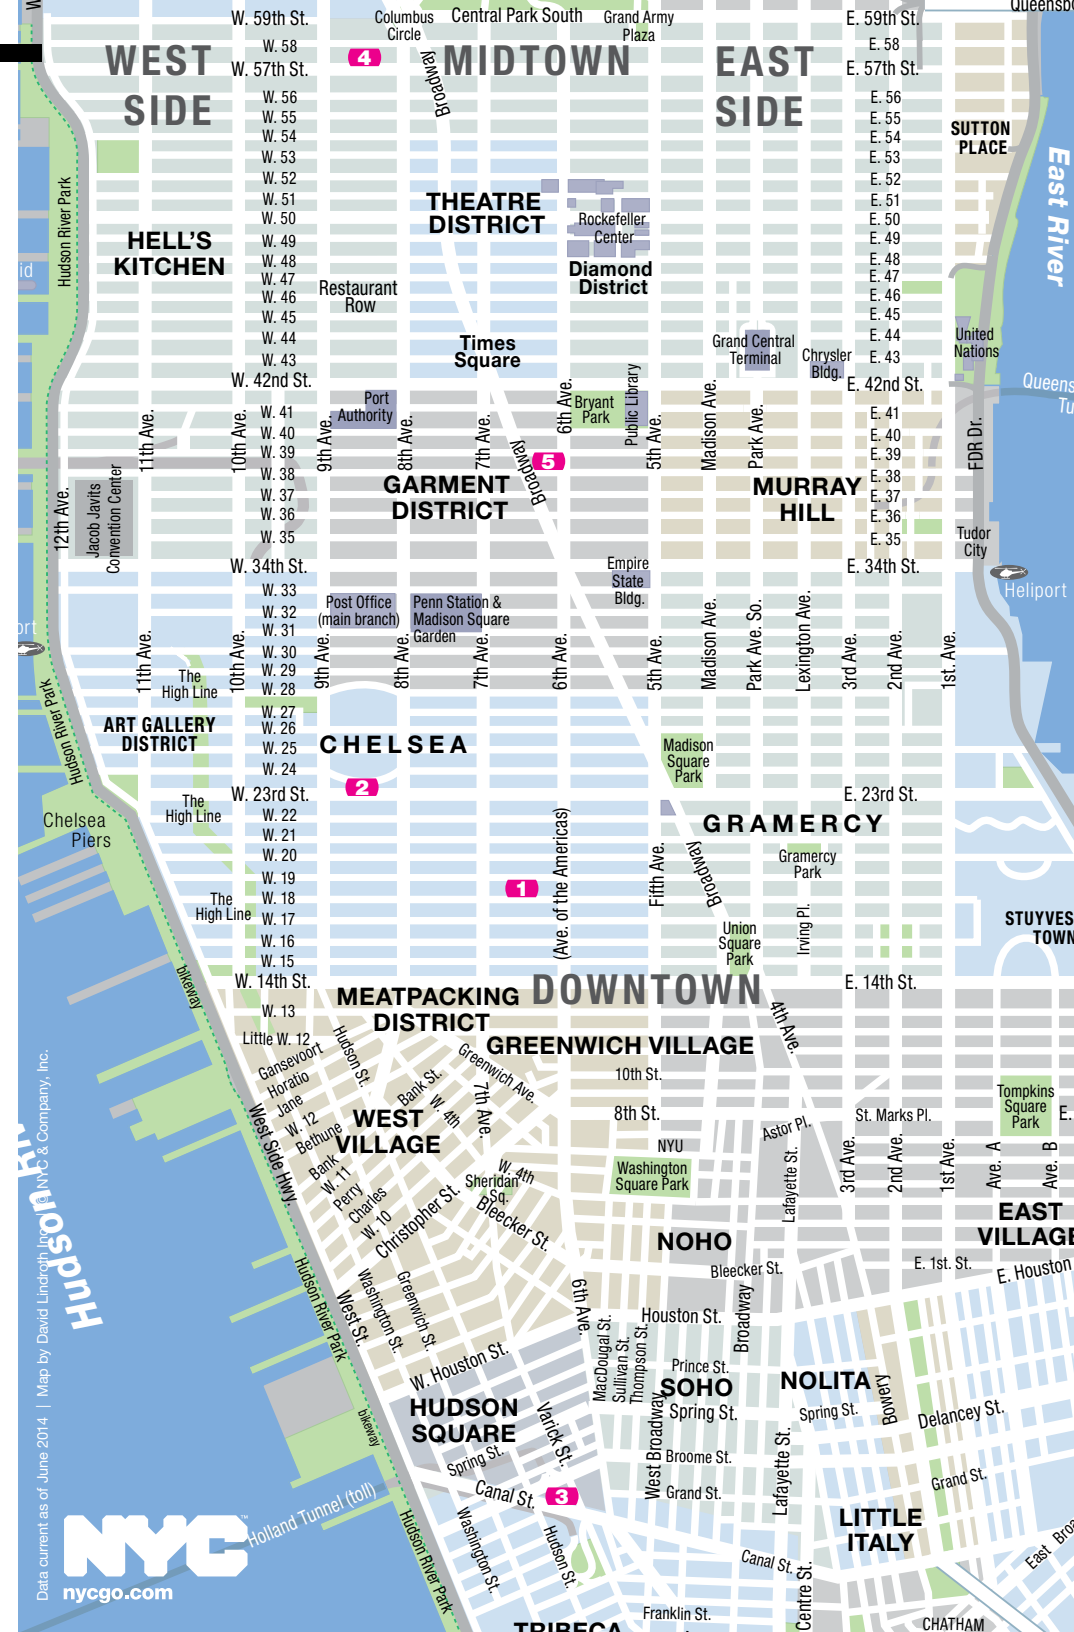 W. 59th St.
Columbus
Circle
Central Park South
Grand Army
Plaza
E. 59th St.
WEST
SIDE
W. 58
4
MIDTOWN
EAST
SIDE
E. 58
W. 57th St.
Broadway
E. 57th St.
W. 56
W. 55
W. 54
W. 53
W. 52
W. 51
W. 50
W. 49
W. 48
W. 47
W. 46
W. 45
W. 44
W. 43
W. 42nd St.
E. 56
E. 55
E. 54
E. 53
E. 52
E. 51
E. 50
E. 49
E. 48
E. 47
E. 46
E. 45
E. 44
E. 43
E. 42nd St.
SUTTON
PLACE
East River
Hudson River Park
THEATRE
DISTRICT
Rockefeller
Center
HELL'S
KITCHEN
Diamond
District
Restaurant
Row
Times
Square
Grand Central
Terminal
Chrysler
Bldg.
United
Nations
Port
Authority
6th Ave.
Bryant
Park
Public Library
5th Ave.
Madison Ave.
Park Ave.
11th Ave.
10th Ave.
9th Ave.
8th Ave.
7th Ave.
Broadway
5
FDR Dr.
W. 41
W. 40
W. 39
W. 38
W. 37
W. 36
W. 35
W. 34th St.
E. 41
E. 40
E. 39
E. 38
E. 37
E. 36
E. 35
E. 34th St.
GARMENT
DISTRICT
MURRAY
HILL
12th Ave.
Jacob Javits
Convention Center
Tudor
City
Empire
State
Bldg.
Heliport
W. 33
W. 32
W. 31
W. 30
W. 29
W. 28
W. 27
W. 26
W. 25
W. 24
W. 23rd St.
Post Office
(main branch)
Penn Station &
Madison Square
Garden
11th Ave.
10th Ave.
9th Ave.
8th Ave.
7th Ave.
6th Ave.
5th Ave.
Madison Ave.
Park Ave. So.
Lexington Ave.
3rd Ave.
2nd Ave.
1st. Ave.
The
High Line
Hudson River Park
ART GALLERY
DISTRICT
CHELSEA
Madison
Square
Park
2
E. 23rd St.
The
High Line
Chelsea
Piers
W. 22
W. 21
W. 20
W. 19
W. 18
W. 17
W. 16
W. 15
W. 14th St.
GRAMERCY
Gramercy
Park
1
(Ave. of the Americas)
Fifth Ave.
Broadway
The
High Line
Irving Pl.
Union
Square
Park
bikeway
E. 14th St.
DOWNTOWN
MEATPACKING
DISTRICT
W. 13
4th Ave.
Little W. 12
Hudson St.
GREENWICH VILLAGE
Gansevoort
Horatio
Jane
W. 12
Bethune
Bank
W. 11
Perry
Charles
W. 10
Christopher St.
Greenwich Ave.
Bank St.
W. 4th
7th Ave.
10th St.
8th St.
WEST
VILLAGE
St. Marks Pl.
Tompkins
Square
Park
E.
Astor Pl.
NYU
Washington
Square Park
Lafayette St.
3rd Ave.
2nd Ave.
1st Ave.
Ave. A
Ave. B
West Side Hwy.
W. 4th
Sheridan
Sq.
Bleecker St.
EAST
NOHO
Bleecker St.
E. 1st. St.
E. Houston
Hudson River Park
West St.
Washington St.
Greenwich St.
6th Ave.
Houston St.
Broadway
MacDougal St.
Sullivan St.
Thompson St.
W. Houston St.
Prince St.
SOHO
Spring St.
NOLITA
Spring St.
Bowery
Delancey St.
HUDSON
SQUARE
Varick St.
West Broadway
Spring St.
Broome St.
Lafayette St.
bikeway
Canal St.
3
Grand St.
Grand St.
LITTLE
ITALY
Holland Tunnel (toll)
Hudson River Park
Washington St.
Hudson St.
Canal St.
Centre St.
Franklin St.
CHATHAM
TRIBECA
NYC
™
nycgo.com
Data current as of June 2014 | Map by David Lindroth Inc. | © NYC & Company, Inc.